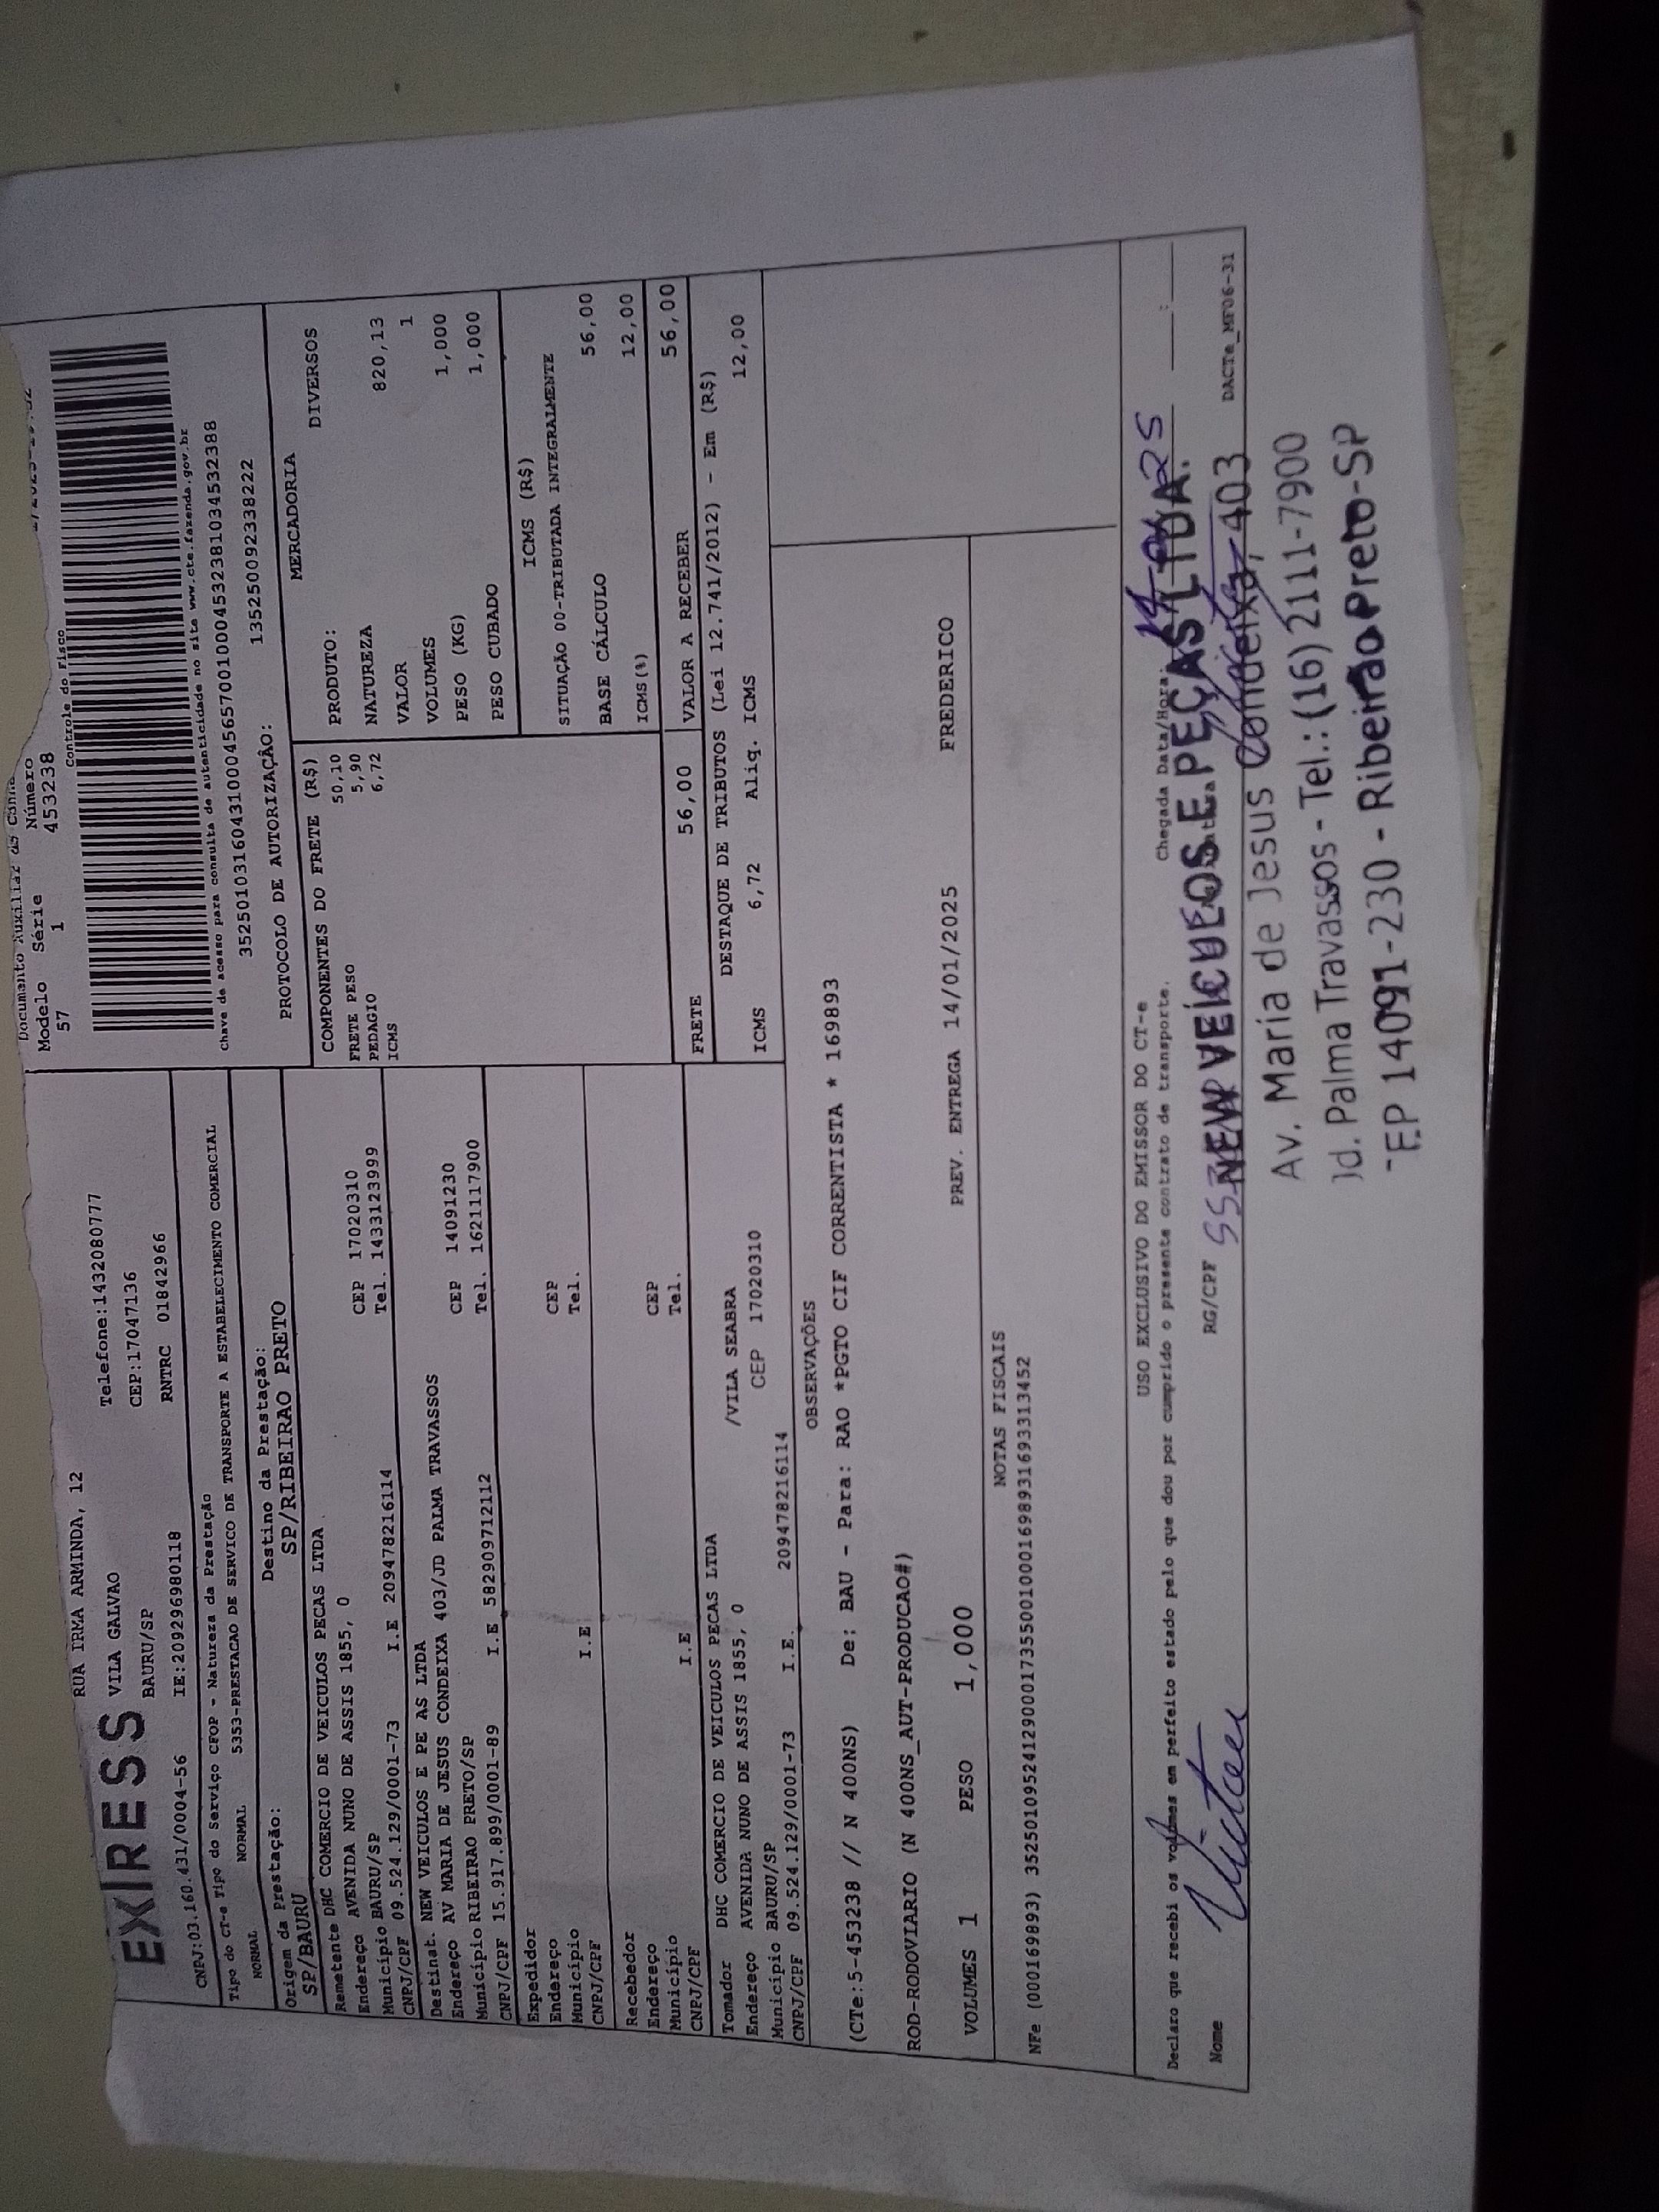 EXPRESS
RUA IRMA ARMINDA, 12 Telefone:1432080777
VILA GALVAO CEP:17047136
BAURU/SP
CNPJ:03.160.431/0004-56 IE:209296980118 RNTRC 01842966
Documento Auxiliar
Modelo Série Número
57 1 453238
Controle do Fisco
Chave de acesso para consulta de autenticidade no site www.cte.fazenda.gov.br
35250103160431000456570010004532381034532388
PROTOCOLO DE AUTORIZAÇÃO: 135250092338222
Tipo do CT-e Tipo do Serviço CFOP - Natureza da Prestação
NORMAL NORMAL 5353-PRESTACAO DE SERVICO DE TRANSPORTE A ESTABELECIMENTO COMERCIAL
Origem da Prestação: Destino da Prestação:
SP/BAURU SP/RIBEIRAO PRETO
Remetente DHC COMERCIO DE VEICULOS PECAS LTDA
Endereço AVENIDA NUNO DE ASSIS 1855, 0 CEP 17020310
Município BAURU/SP Tel. 1433123999
CNPJ/CPF 09.524.129/0001-73 I.E 209478216114
Destinat. NEW VEICULOS E PE AS LTDA
Endereço AV MARIA DE JESUS CONDEIXA 403/JD PALMA TRAVASSOS CEP 14091230
Município RIBEIRAO PRETO/SP Tel. 1621117900
CNPJ/CPF 15.917.899/0001-89 I.E 582909712112
Expedidor
Endereço CEP
Município Tel.
CNPJ/CPF I.E
Recebedor
Endereço CEP
Município Tel.
CNPJ/CPF I.E
Tomador DHC COMERCIO DE VEICULOS PECAS LTDA
Endereço AVENIDA NUNO DE ASSIS 1855, 0 /VILA SEABRA
Município BAURU/SP CEP 17020310
CNPJ/CPF 09.524.129/0001-73 I.E. 209478216114
COMPONENTES DO FRETE (R$)
FRETE PESO 50,10
PEDAGIO 5,90
ICMS 6,72
MERCADORIA
PRODUTO: DIVERSOS
NATUREZA
VALOR 820,13
VOLUMES 1
PESO (KG) 1,000
PESO CUBADO 1,000
ICMS (R$)
SITUAÇÃO 00-TRIBUTADA INTEGRALMENTE
BASE CÁLCULO 56,00
ICMS(%) 12,00
FRETE 56,00 VALOR A RECEBER 56,00
DESTAQUE DE TRIBUTOS (Lei 12.741/2012) - Em (R$)
ICMS 6,72 Aliq. ICMS 12,00
OBSERVAÇÕES
(CTe:5-453238 // N 400NS) De: BAU - Para: RAO *PGTO CIF CORRENTISTA * 169893
ROD-RODOVIARIO (N 400NS_AUT-PRODUCAO#)
VOLUMES 1 PESO 1,000 PREV. ENTREGA 14/01/2025 FREDERICO
NOTAS FISCAIS
NFe (000169893) 35250109524129000173550010001698931693313452
USO EXCLUSIVO DO EMISSOR DO CT-e
Declaro que recebi os volumes em perfeito estado pelo que dou por cumprido o presente contrato de transporte. Chegada Data/Hora
Nome RG/CPF
DACTe_MF06-31
NEW VEÍCULOS E PEÇAS LTDA.
Av. Maria de Jesus Condeixa, 403
Jd. Palma Travassos - Tel.: (16) 2111-7900
CEP 14091-230 - Ribeirão Preto-SP